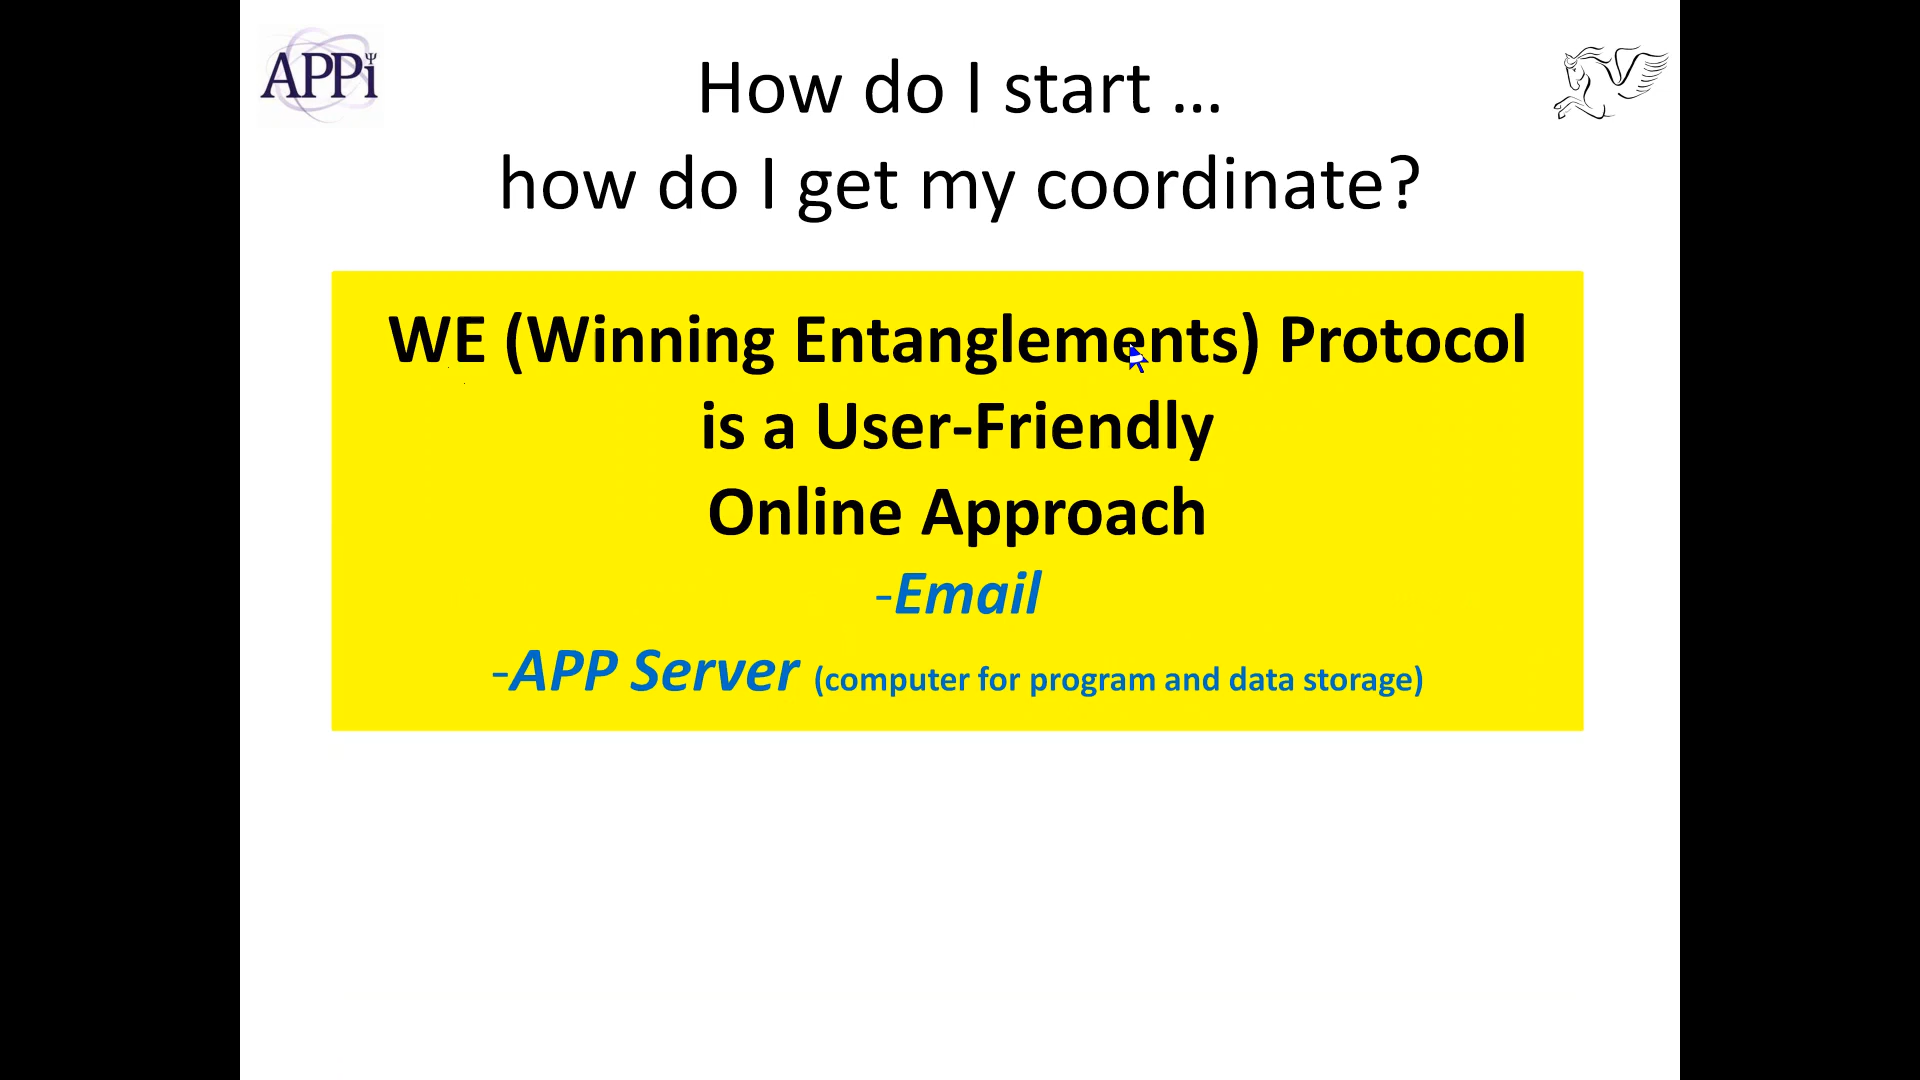 APPi
Ψ
How do I start ...
how do I get my coordinate?
WE (Winning Entanglements) Protocol
is a User-Friendly
Online Approach
-Email
-APP Server (computer for program and data storage)